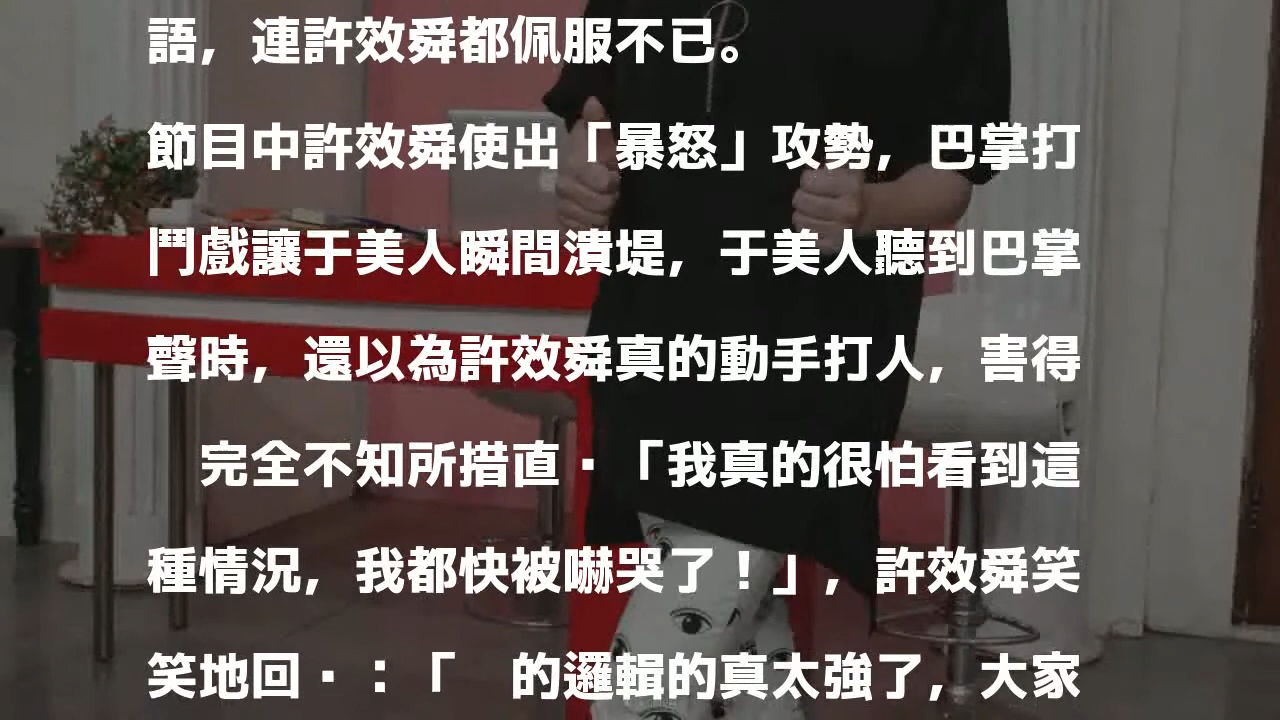 語，連許效舜都佩服不已。
節目中許效舜使出「暴怒」攻勢，巴掌打
鬥戲讓于美人瞬間潰堤，于美人聽到巴掌
聲時，還以為許效舜真的動手打人，害得
完全不知所措直▪「我真的很怕看到這
種情況，我都快被嚇哭了！」，許效舜笑
笑地回▪：「　的邏輯的真太強了，大家